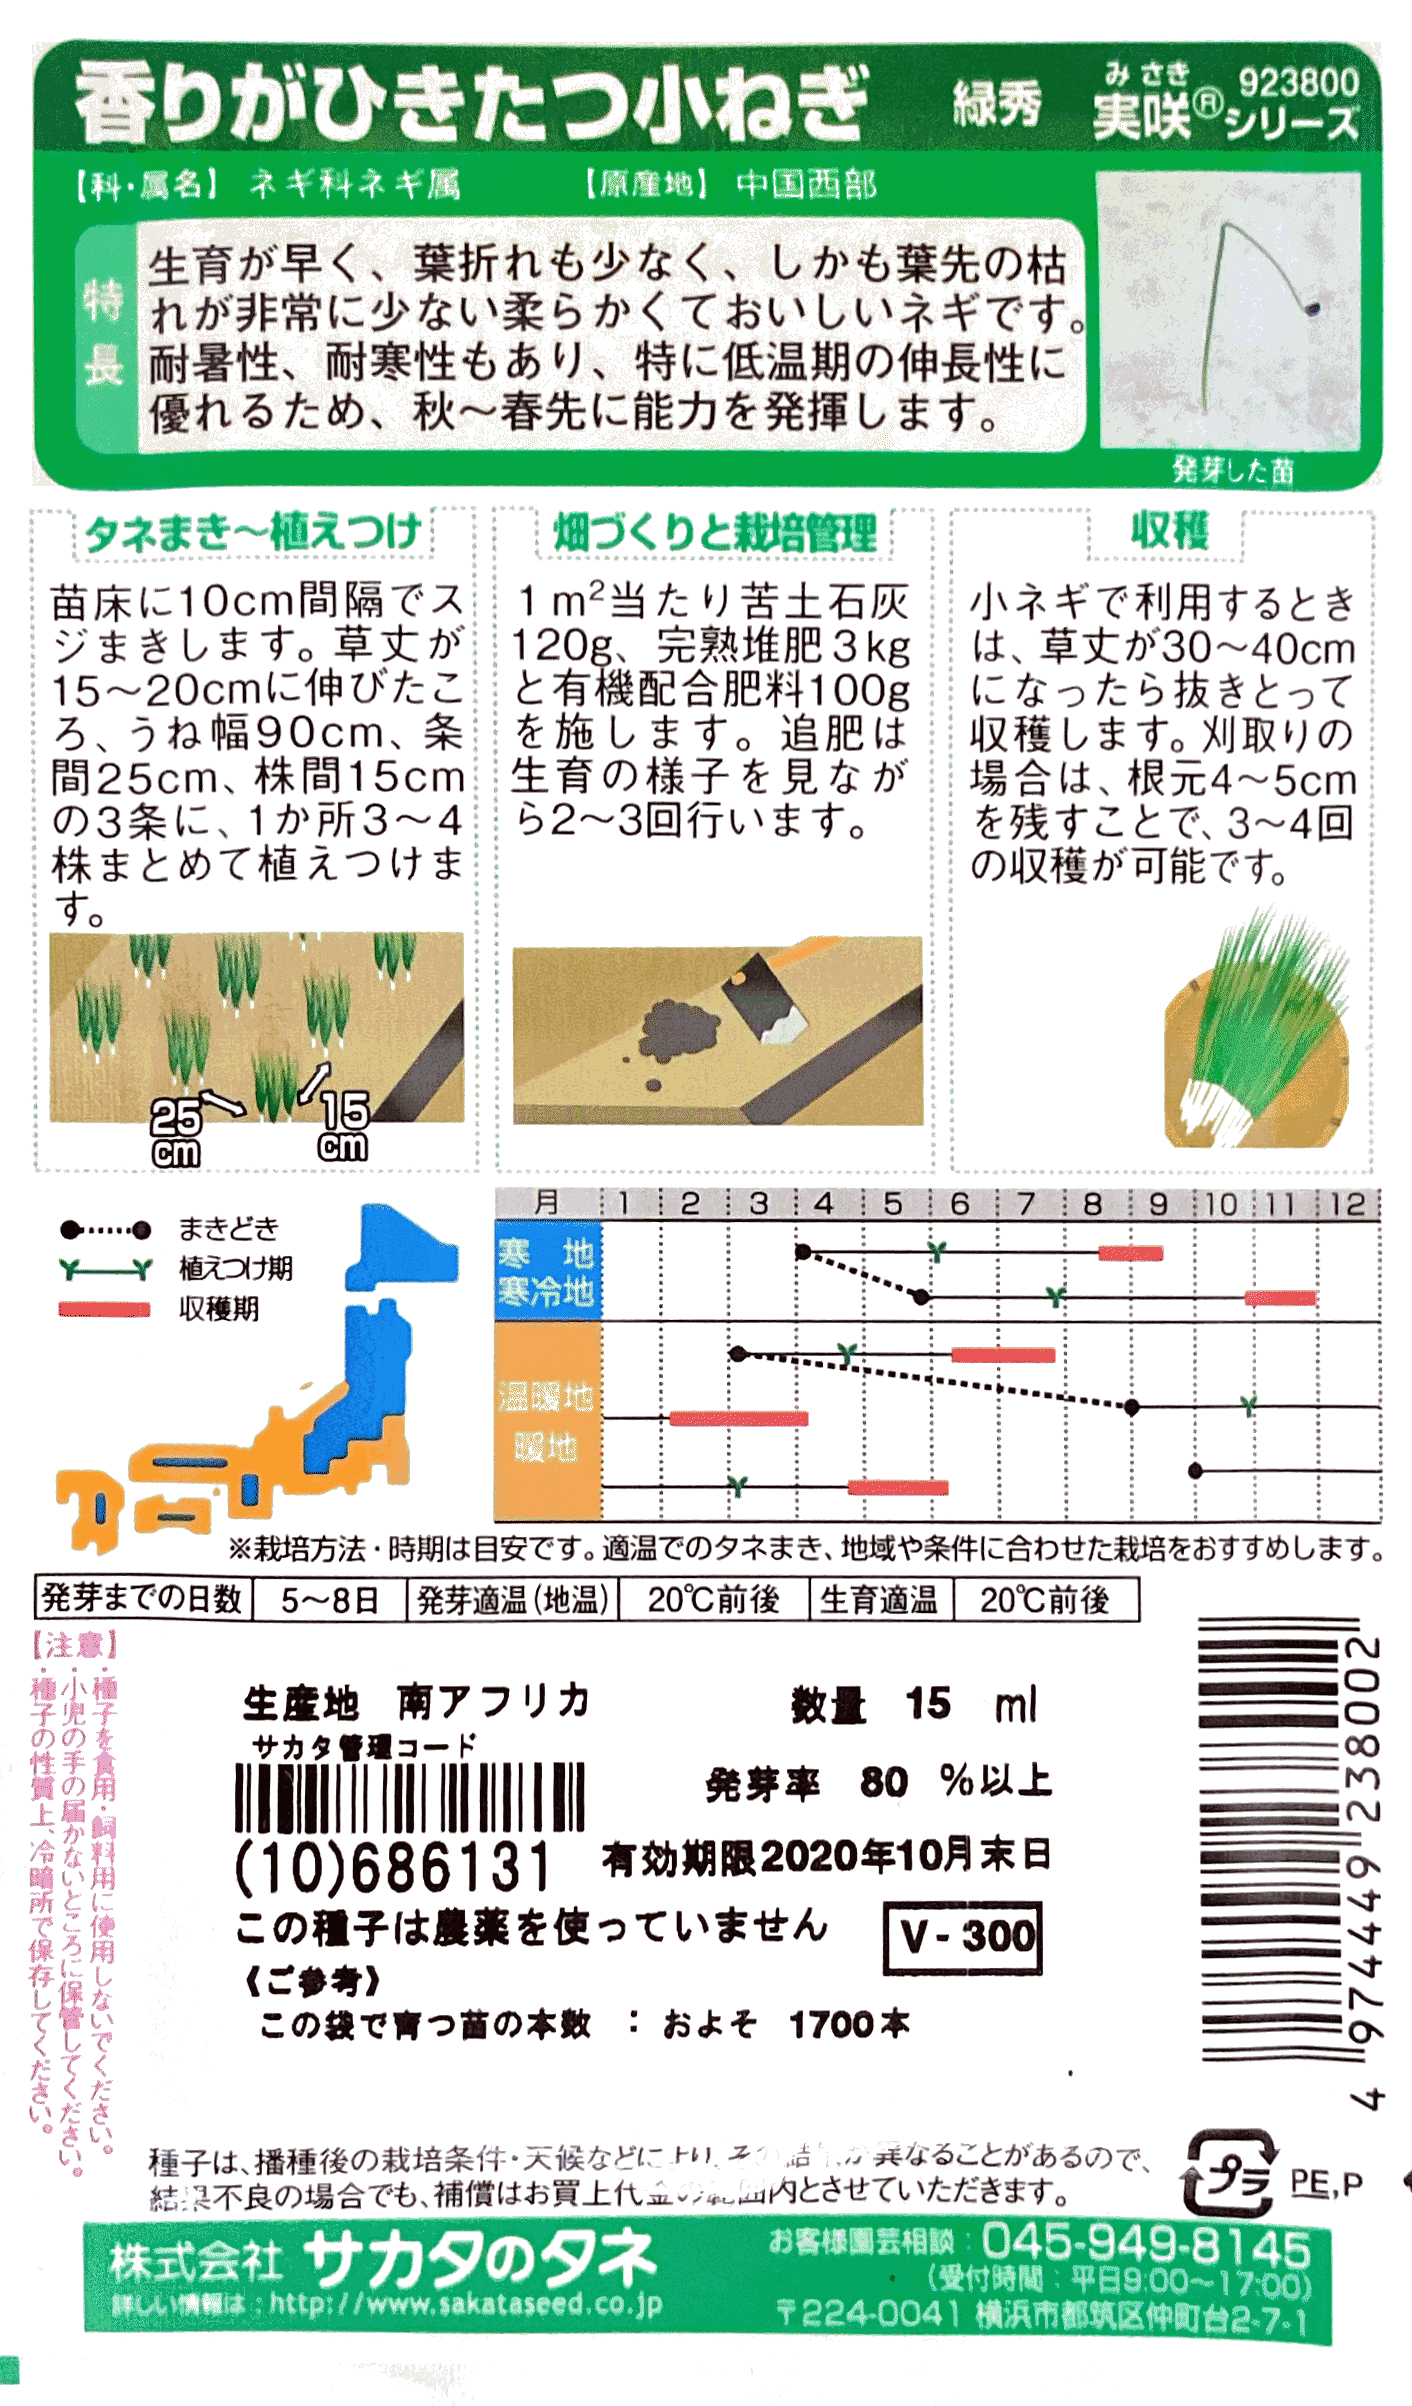 香りがひきたつ小ねぎ 緑秀 実咲®シリーズ 923800
みさき
【科・属名】 ネギ科ネギ属 【原産地】 中国西部
特長
生育が早く、葉折れも少なく、しかも葉先の枯
れが非常に少ない柔らかくておいしいネギです。
耐暑性、耐寒性もあり、特に低温期の伸長性に
優れるため、秋〜春先に能力を発揮します。
発芽した苗
タネまき〜植えつけ
苗床に10cm間隔でス
ジまきします。草丈が
15〜20cmに伸びたこ
ろ、うね幅90cm、条
間25cm、株間15cm
の3条に、1か所3〜4
株まとめて植えつけま
す。
25cm
15cm
畑づくりと栽培管理
1m²当たり苦土石灰
120g、完熟堆肥3kg
と有機配合肥料100g
を施します。追肥は
生育の様子を見なが
ら2〜3回行います。
収穫
小ネギで利用するとき
は、草丈が30〜40cm
になったら抜きとって
収穫します。刈取りの
場合は、根元4〜5cm
を残すことで、3〜4回
の収穫が可能です。
まきどき
植えつけ期
収穫期
月 1 2 3 4 5 6 7 8 9 10 11 12
寒地
寒冷地
温暖地
暖地
※栽培方法・時期は目安です。適温でのタネまき、地域や条件に合わせた栽培をおすすめします。
発芽までの日数 5〜8日 発芽適温(地温) 20℃前後 生育適温 20℃前後
【注意】
・種子を食用・飼料用に使用しないでください。
・小児の手の届かないところに保管してください。
・種子の性質上、冷暗所で保存してください。
生産地 南アフリカ 数量 15 ml
サカタ管理コード
発芽率 80 %以上
(10)686131 有効期限2020年10月末日
この種子は農薬を使っていません V-300
《ご参考》
この袋で育つ苗の本数 : およそ 1700本
4 974449 238002
種子は、播種後の栽培条件・天候などにより、その結果が異なることがあるので、
結果不良の場合でも、補償はお買上代金の範囲内とさせていただきます。
プラ PE,P
株式会社 サカタのタネ
詳しい情報は:http://www.sakataseed.co.jp
お客様園芸相談:045-949-8145
(受付時間:平日9:00〜17:00)
〒224-0041 横浜市都筑区仲町台2-7-1